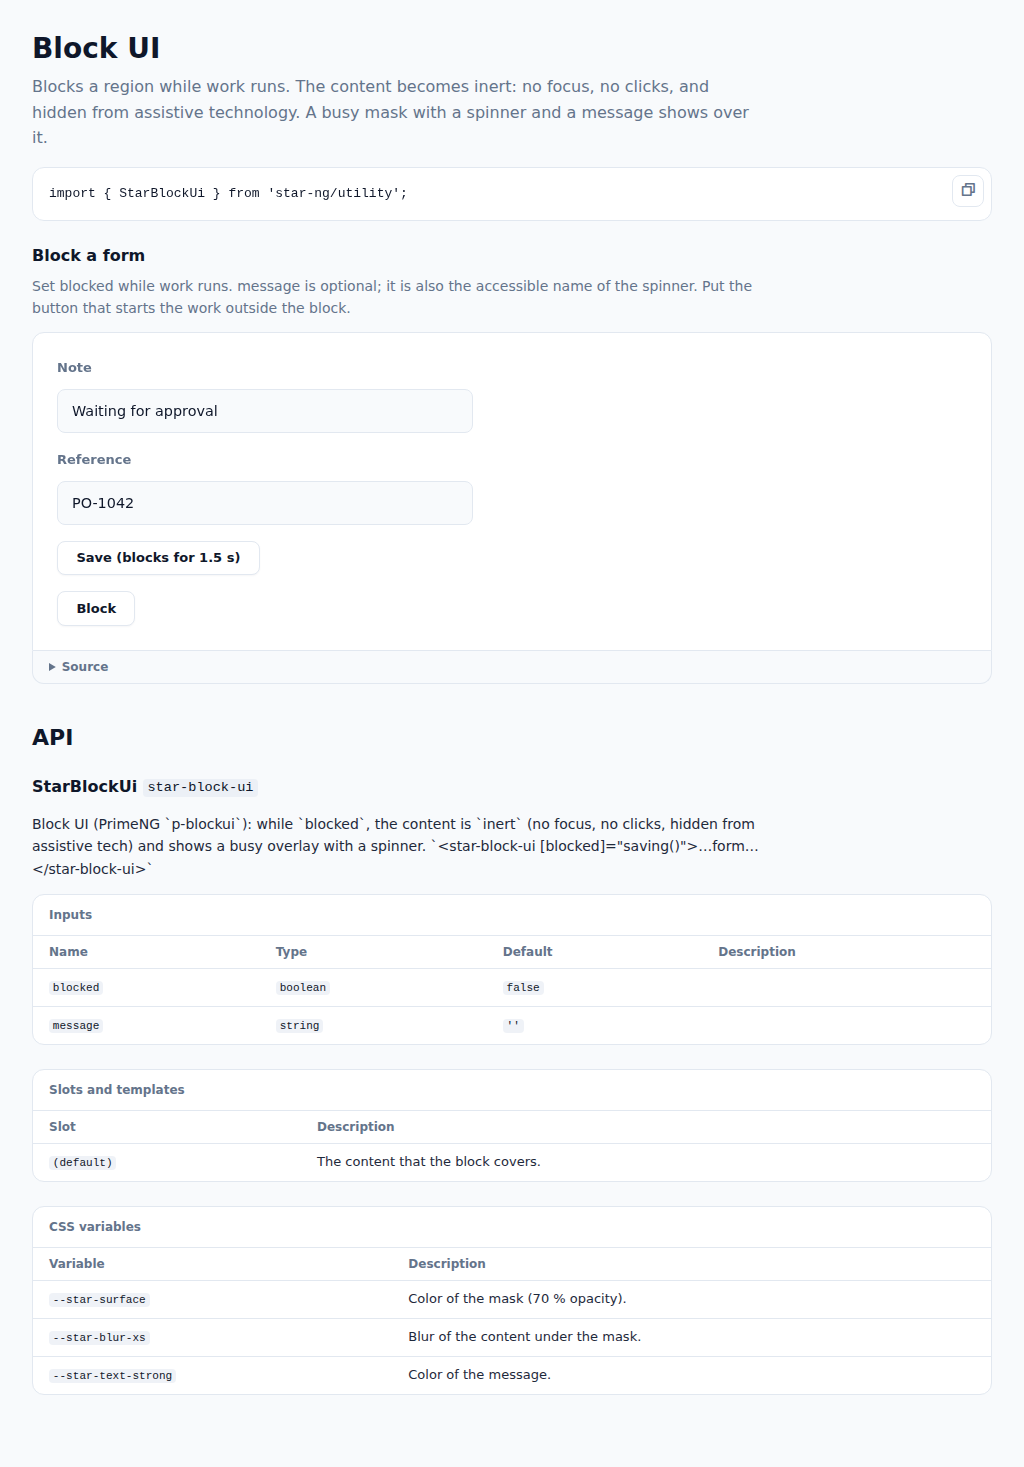 Block UI
Blocks a region while work runs. The content becomes inert: no focus, no clicks, and
hidden from assistive technology. A busy mask with a spinner and a message shows over
it.
import { StarBlockUi } from 'star-ng/utility';
Block a form
Set blocked while work runs. message is optional; it is also the accessible name of the spinner. Put the
button that starts the work outside the block.
Note
Waiting for approval
Reference
PO-1042
Save (blocks for 1.5 s)
Block
Source
API
StarBlockUi star-block-ui
Block UI (PrimeNG `p-blockui`): while `blocked`, the content is `inert` (no focus, no clicks, hidden from
assistive tech) and shows a busy overlay with a spinner. `<star-block-ui [blocked]="saving()">…form…
</star-block-ui>`
Inputs
Name Type Default Description
blocked boolean false
message string ''
Slots and templates
Slot Description
(default) The content that the block covers.
CSS variables
Variable Description
--star-surface Color of the mask (70 % opacity).
--star-blur-xs Blur of the content under the mask.
--star-text-strong Color of the message.